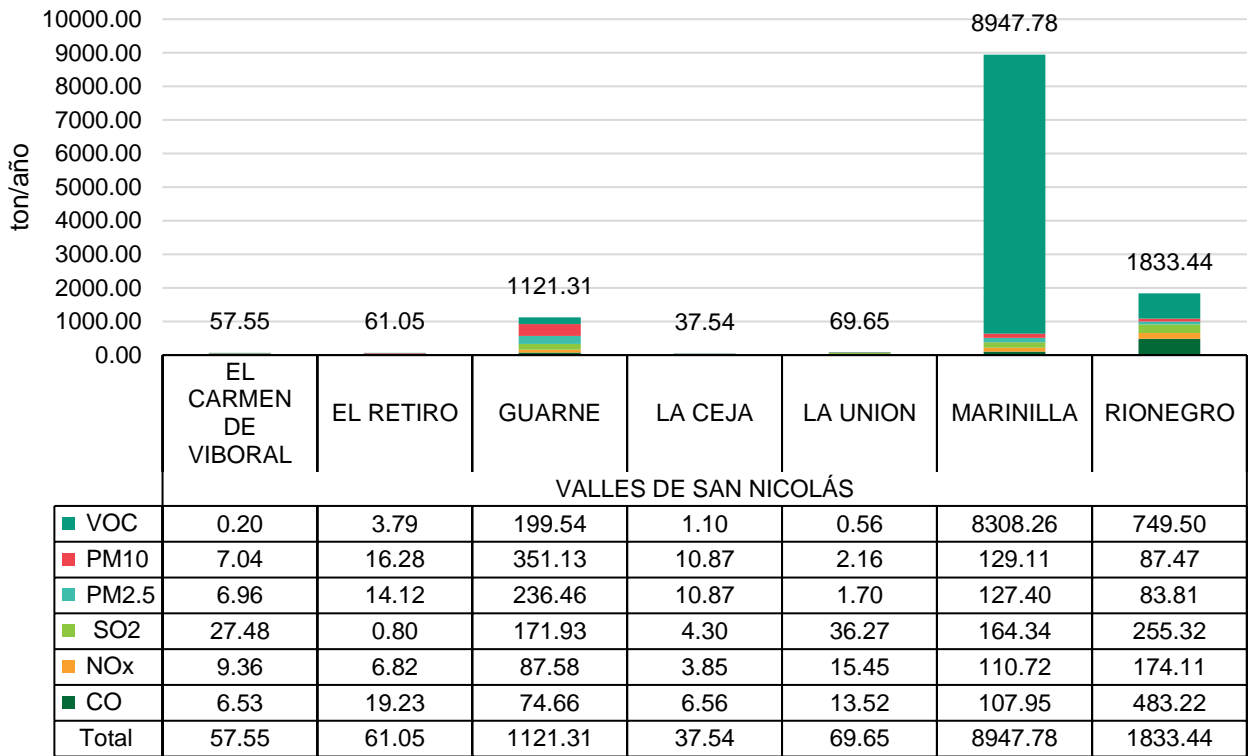 10000.00
9000.00
8000.00
7000.00
6000.00
5000.00
4000.00
3000.00
2000.00
1000.00
0.00
ton/año
57.55 61.05 1121.31 37.54 69.65 8947.78 1833.44
EL CARMEN DE VIBORAL EL RETIRO GUARNE LA CEJA LA UNION MARINILLA RIONEGRO
VALLES DE SAN NICOLÁS
VOC 0.20 3.79 199.54 1.10 0.56 8308.26 749.50
PM10 7.04 16.28 351.13 10.87 2.16 129.11 87.47
PM2.5 6.96 14.12 236.46 10.87 1.70 127.40 83.81
SO2 27.48 0.80 171.93 4.30 36.27 164.34 255.32
NOx 9.36 6.82 87.58 3.85 15.45 110.72 174.11
CO 6.53 19.23 74.66 6.56 13.52 107.95 483.22
Total 57.55 61.05 1121.31 37.54 69.65 8947.78 1833.44